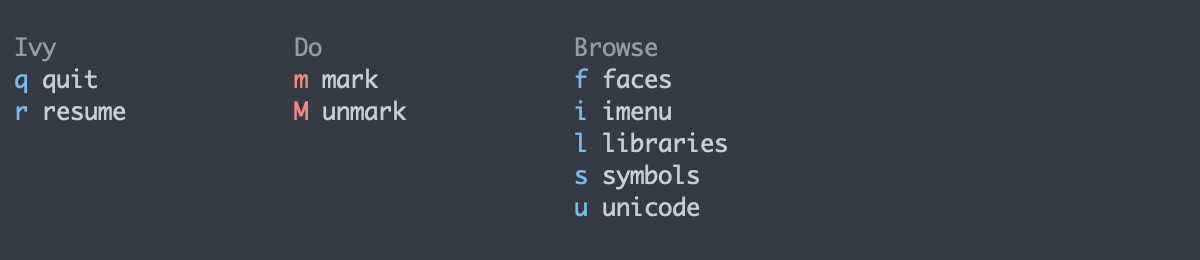 Ivy Do Browse
q quit m mark f faces
r resume M unmark i imenu
l libraries
s symbols
u unicode